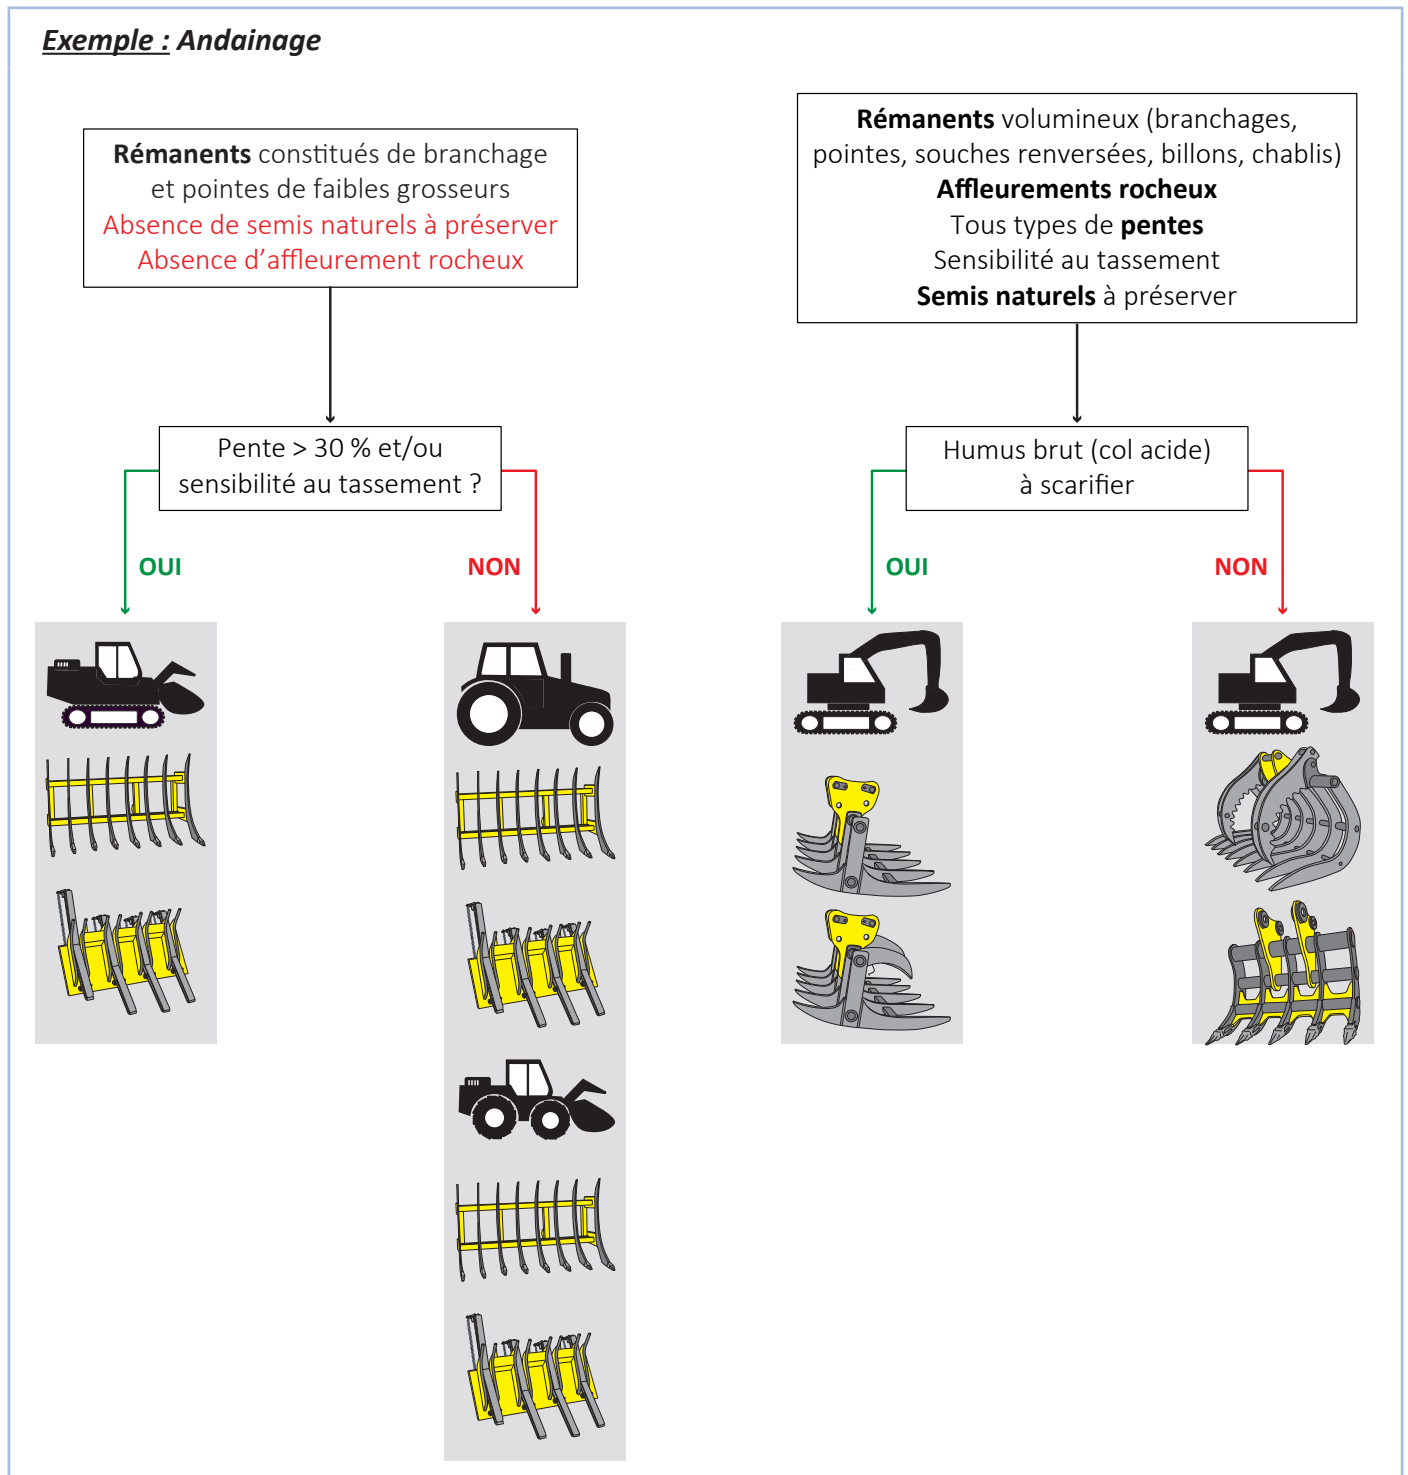 Exemple : Andainage
Rémanents constitués de branchage
et pointes de faibles grosseurs
Absence de semis naturels à préserver
Absence d’affleurement rocheux
Pente > 30 % et/ou
sensibilité au tassement ?
OUI
NON
Rémanents volumineux (branchages,
pointes, souches renversées, billons, chablis)
Affleurements rocheux
Tous types de pentes
Sensibilité au tassement
Semis naturels à préserver
Humus brut (col acide)
à scarifier
OUI
NON